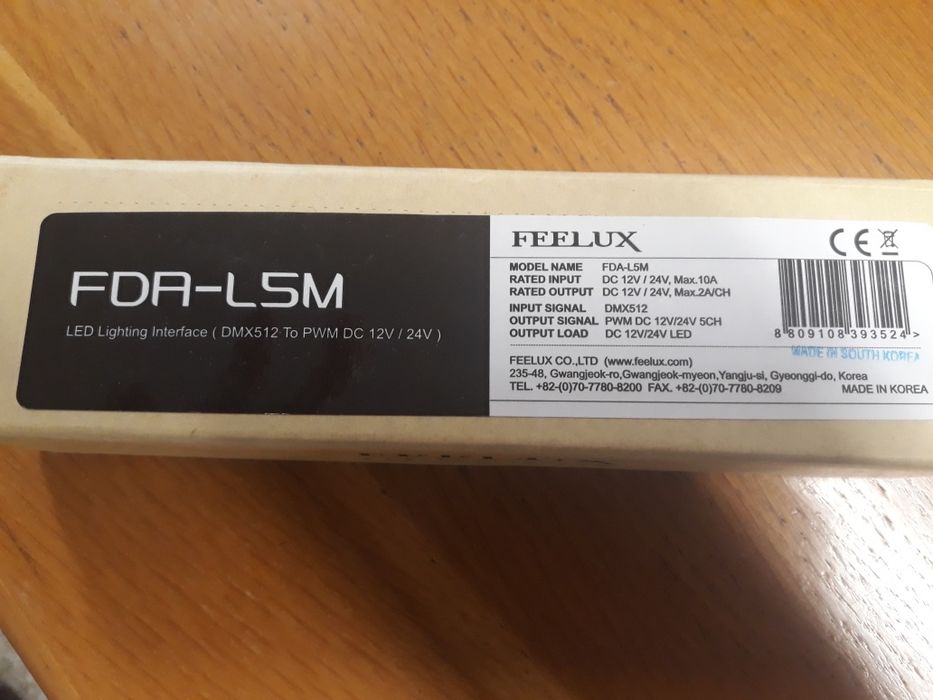 FDA-L5M
LED Lighting Interface ( DMX512 To PWM DC 12V / 24V )
FEELUX
CE
MODEL NAME FDA-L5M
RATED INPUT DC 12V / 24V, Max.10A
RATED OUTPUT DC 12V / 24V, Max.2A/CH
INPUT SIGNAL DMX512
OUTPUT SIGNAL PWM DC 12V/24V 5CH
OUTPUT LOAD DC 12V/24V LED
8 809108 393524 >
MADE IN SOUTH KOREA
FEELUX CO.,LTD (www.feelux.com)
235-48, Gwangjeok-ro,Gwangjeok-myeon,Yangju-si, Gyeonggi-do, Korea
TEL. +82-(0)70-7780-8200 FAX. +82-(0)70-7780-8209 MADE IN KOREA